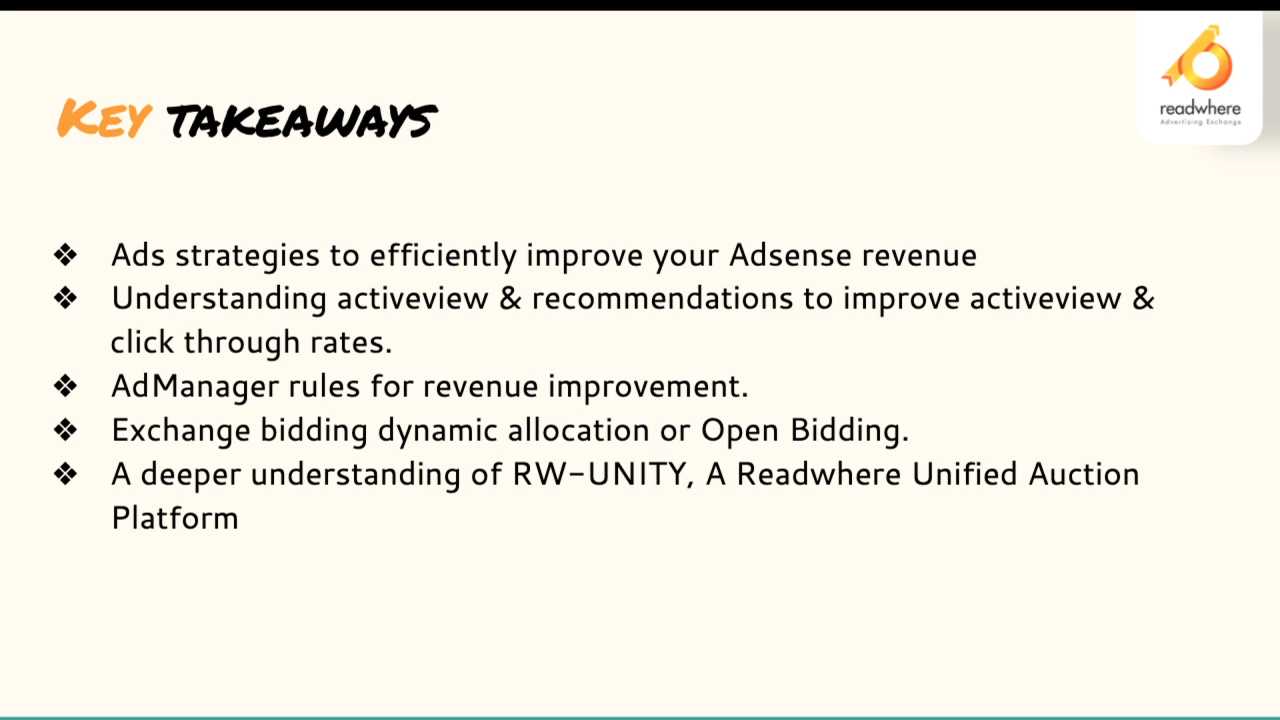 readwhere
Advertising Exchange
KEY TAKEAWAYS
❖ Ads strategies to efficiently improve your Adsense revenue
❖ Understanding activeview & recommendations to improve activeview &
click through rates.
❖ AdManager rules for revenue improvement.
❖ Exchange bidding dynamic allocation or Open Bidding.
❖ A deeper understanding of RW-UNITY, A Readwhere Unified Auction
Platform